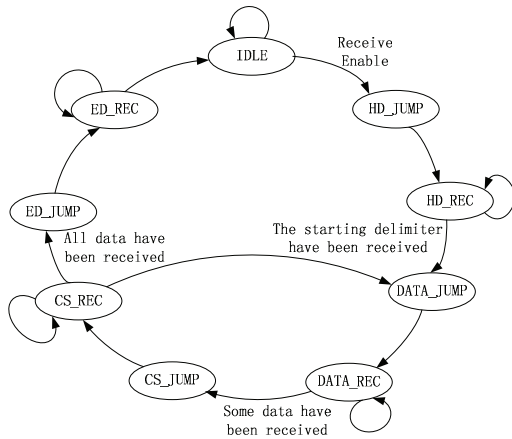 IDLE
Receive
Enable
ED_REC
HD_JUMP
HD_REC
ED_JUMP
The starting delimiter
have been received
All data have
been received
CS_REC
DATA_JUMP
CS_JUMP
DATA_REC
Some data have
been received